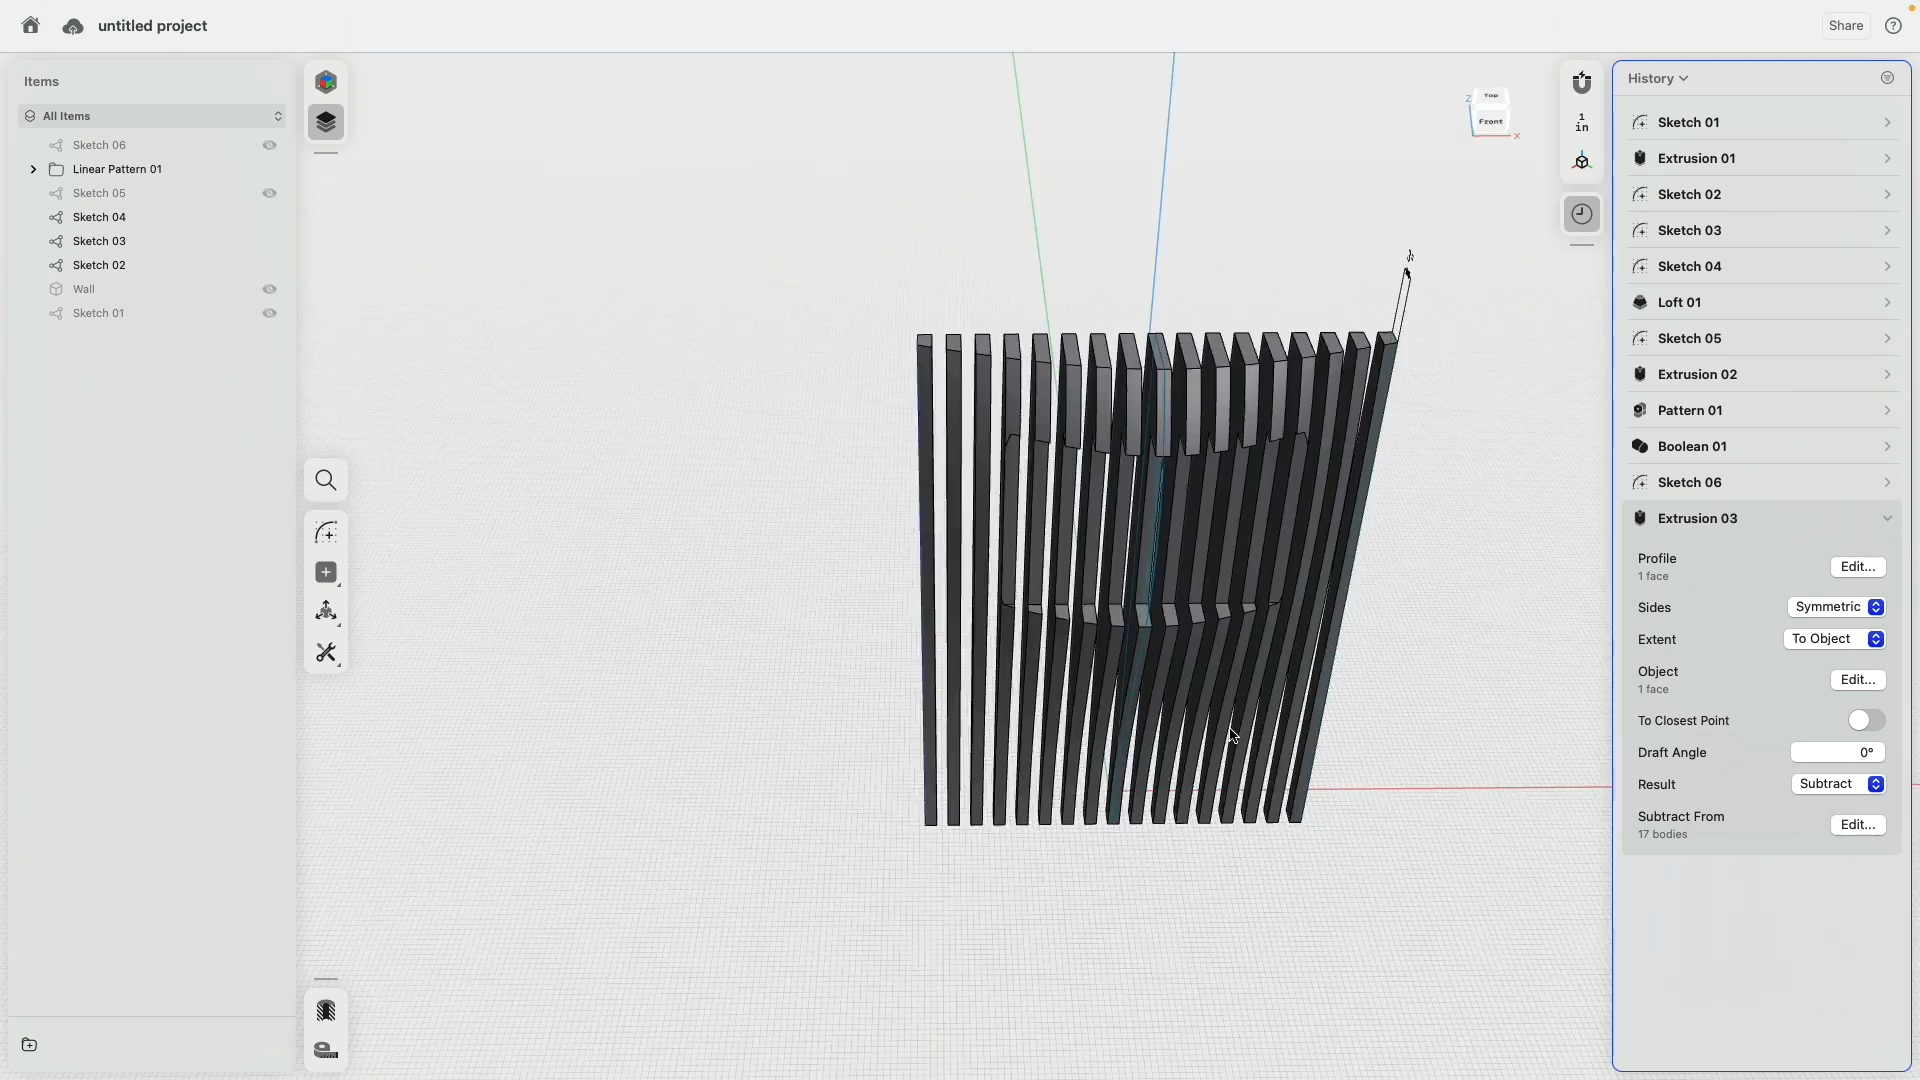 untitled project
Share
Items
All Items
Sketch 06
Linear Pattern 01
Sketch 05
Sketch 04
Sketch 03
Sketch 02
Wall
Sketch 01
Top
Front
Z
X
1
in
History
Sketch 01
Extrusion 01
Sketch 02
Sketch 03
Sketch 04
Loft 01
Sketch 05
Extrusion 02
Pattern 01
Boolean 01
Sketch 06
Extrusion 03
Profile
1 face
Edit...
Sides
Symmetric
Extent
To Object
Object
1 face
Edit...
To Closest Point
Draft Angle
0°
Result
Subtract
Subtract From
17 bodies
Edit...